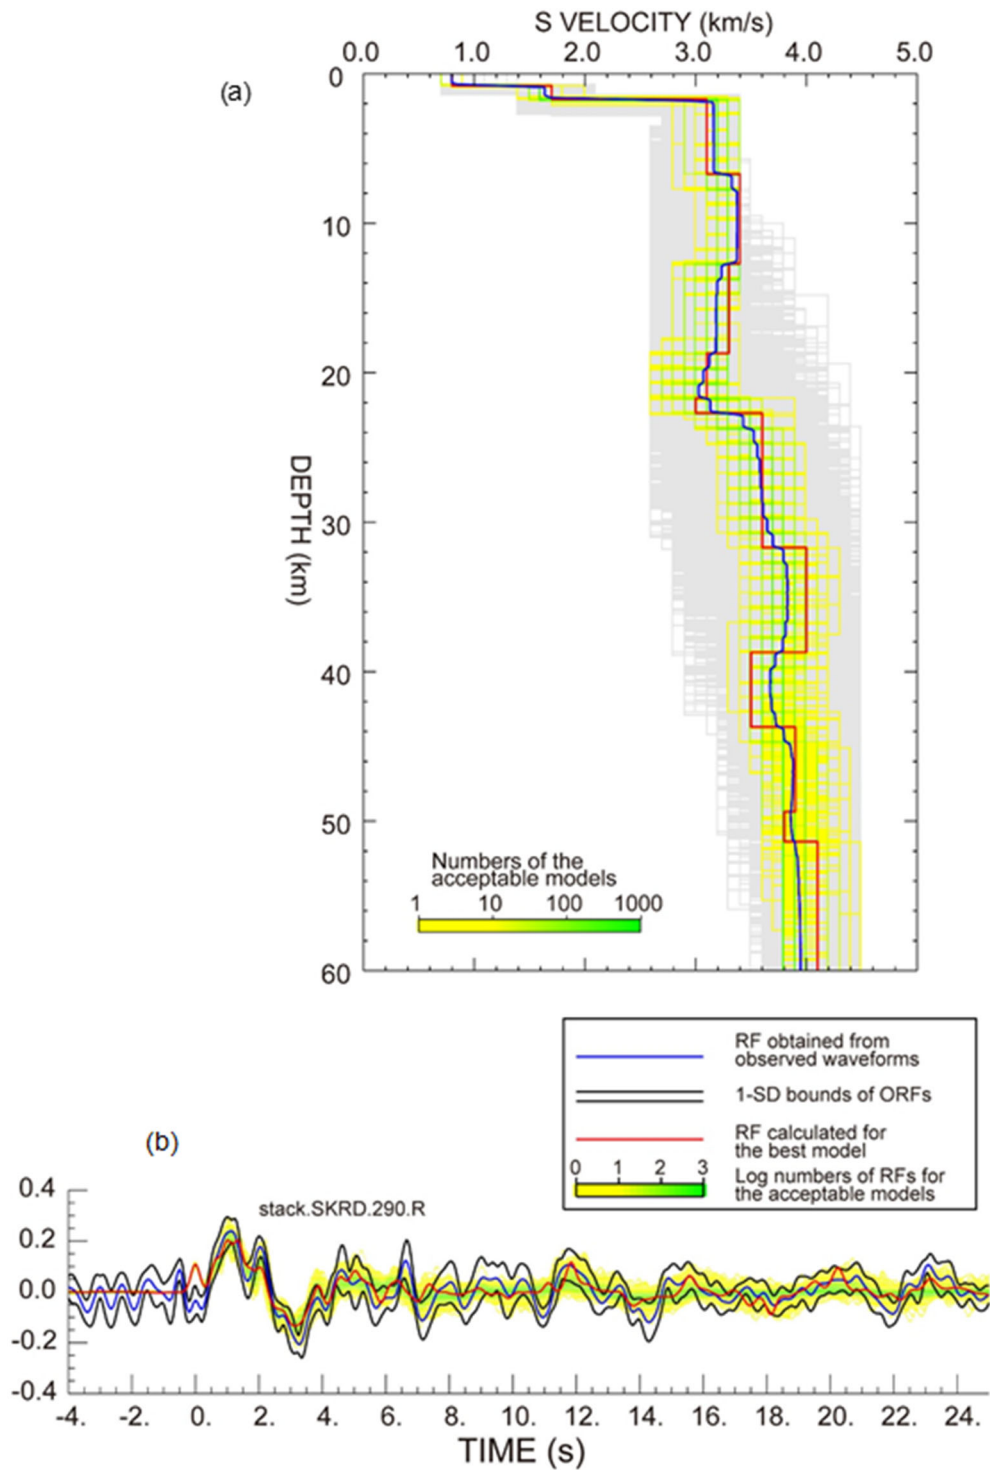 S VELOCITY (km/s)
0.0 1.0 2.0 3.0 4.0 5.0
(a)
0
10
20
30
40
50
60
DEPTH (km)
Numbers of the
acceptable models
1 10 100 1000
RF obtained from
observed waveforms
1-SD bounds of ORFs
RF calculated for
the best model
0 1 2 3
Log numbers of RFs for
the acceptable models
(b)
stack.SKRD.290.R
0.4
0.2
0.0
-0.2
-0.4
-4. -2. 0. 2. 4. 6. 8. 10. 12. 14. 16. 18. 20. 22. 24.
TIME (s)